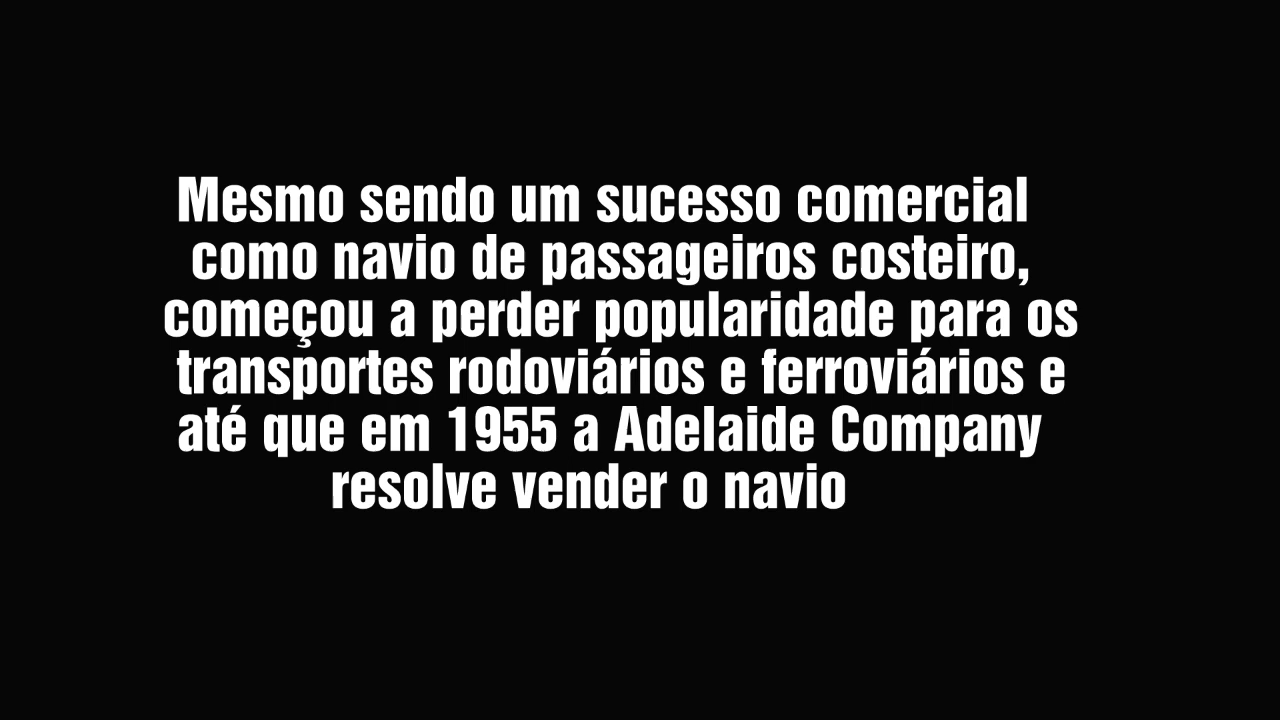 Mesmo sendo um sucesso comercial
como navio de passageiros costeiro,
começou a perder popularidade para os
transportes rodoviários e ferroviários e
até que em 1955 a Adelaide Company
resolve vender o navio